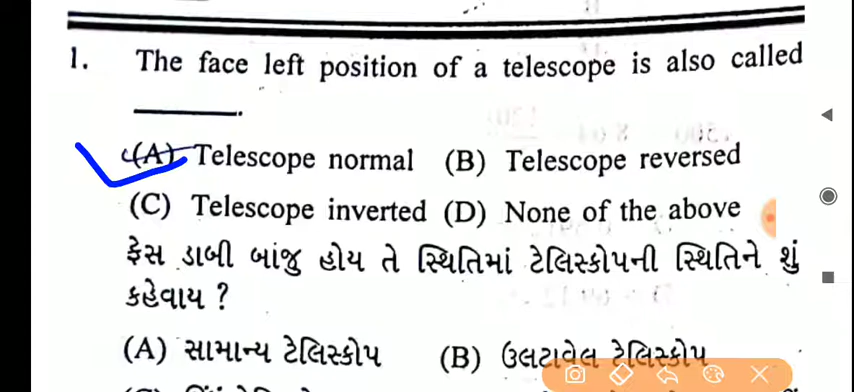 1. The face left position of a telescope is also called
________.
(A) Telescope normal (B) Telescope reversed
(C) Telescope inverted (D) None of the above
ફેસ ડાબી બાંજુ હોય તે સ્થિતિમાં ટેલિસ્કોપની સ્થિતિને શું
કહેવાય ?
(A) સામાન્ય ટેલિસ્કોપ (B) ઉલટાવેલ ટેલિસ્કોપ